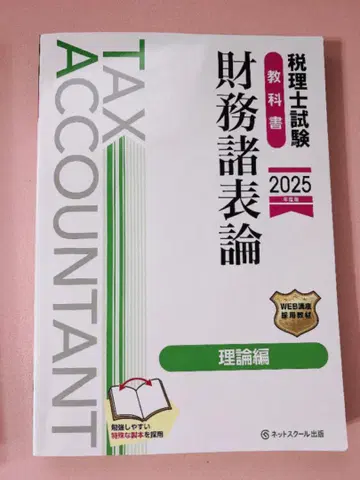 税理士試験
教科書
財務諸表論
2025
年度版
TAX
ACCOUNTANT
WEB講座
採用教材
理論編
勉強しやすい
特殊な製本を採用
ネットスクール出版